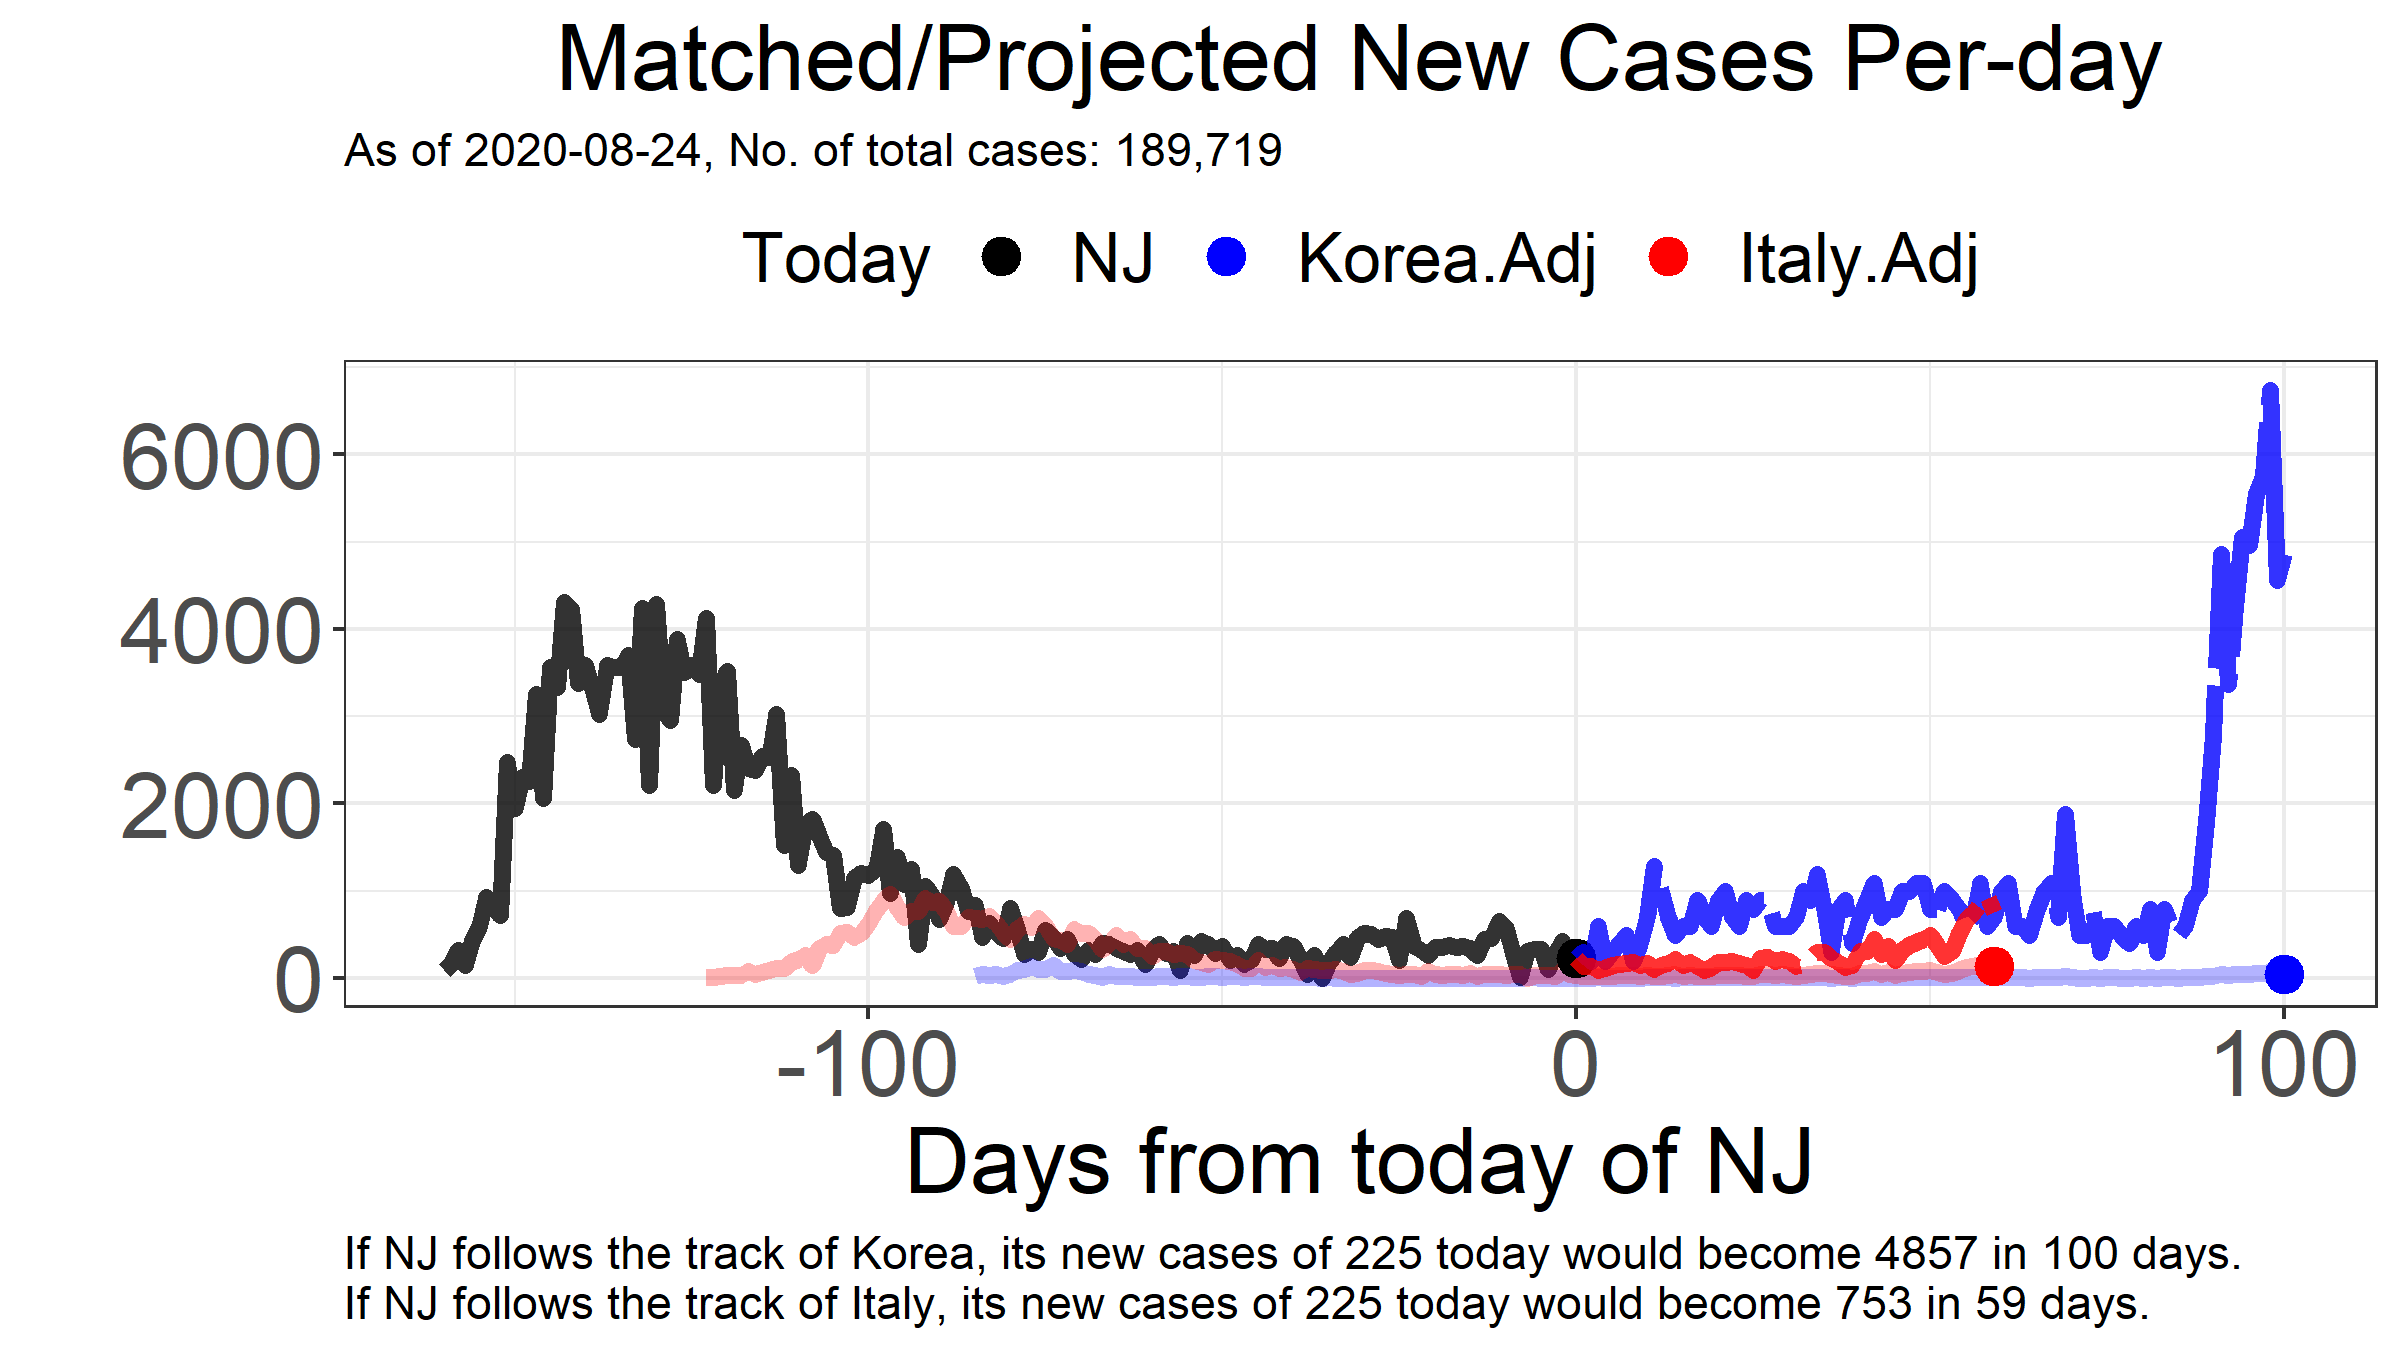 Matched/Projected New Cases Per-day
As of 2020-08-24, No. of total cases: 189,719
Today NJ Korea.Adj Italy.Adj
6000
4000
2000
0
-100 0 100
Days from today of NJ
If NJ follows the track of Korea, its new cases of 225 today would become 4857 in 100 days.
If NJ follows the track of Italy, its new cases of 225 today would become 753 in 59 days.